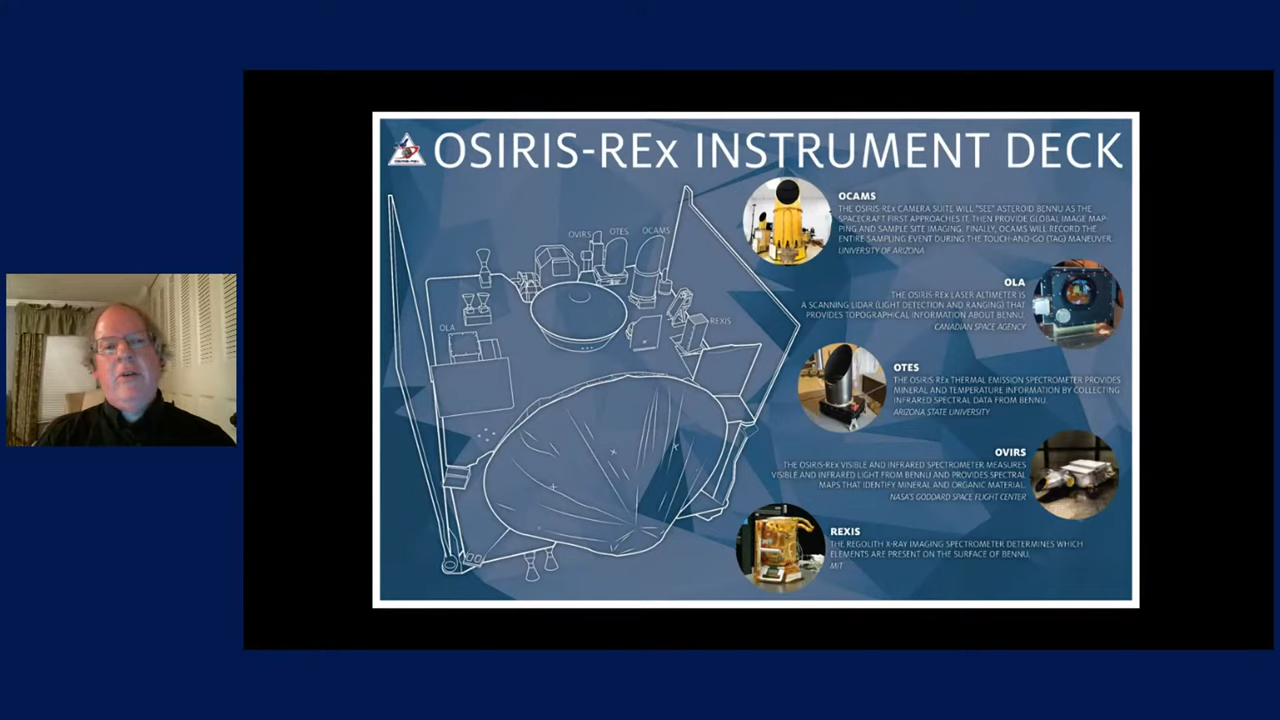 OSIRIS-REx INSTRUMENT DECK
OCAMS
THE OSIRIS-REx CAMERA SUITE WILL "SEE" ASTEROID BENNU AS THE
SPACECRAFT FIRST APPROACHES IT, THEN PROVIDE GLOBAL IMAGE MAP-
PING AND SAMPLE SITE IMAGING. FINALLY, OCAMS WILL RECORD THE
ENTIRE SAMPLING EVENT DURING THE TOUCH-AND-GO (TAG) MANEUVER.
UNIVERSITY OF ARIZONA
OVIRS
OTES
OCAMS
OLA
REXIS
OLA
THE OSIRIS-REx LASER ALTIMETER IS
A SCANNING LIDAR (LIGHT DETECTION AND RANGING) THAT
PROVIDES TOPOGRAPHICAL INFORMATION ABOUT BENNU.
CANADIAN SPACE AGENCY
OTES
THE OSIRIS REx THERMAL EMISSION SPECTROMETER PROVIDES
MINERAL AND TEMPERATURE INFORMATION BY COLLECTING
INFRARED SPECTRAL DATA FROM BENNU.
ARIZONA STATE UNIVERSITY
OVIRS
THE OSIRIS-REx VISIBLE AND INFRARED SPECTROMETER MEASURES
VISIBLE AND INFRARED LIGHT FROM BENNU AND PROVIDES SPECTRAL
MAPS THAT IDENTIFY MINERAL AND ORGANIC MATERIAL.
NASA'S GODDARD SPACE FLIGHT CENTER
REXIS
THE REGOLITH X-RAY IMAGING SPECTROMETER DETERMINES WHICH
ELEMENTS ARE PRESENT ON THE SURFACE OF BENNU.
MIT